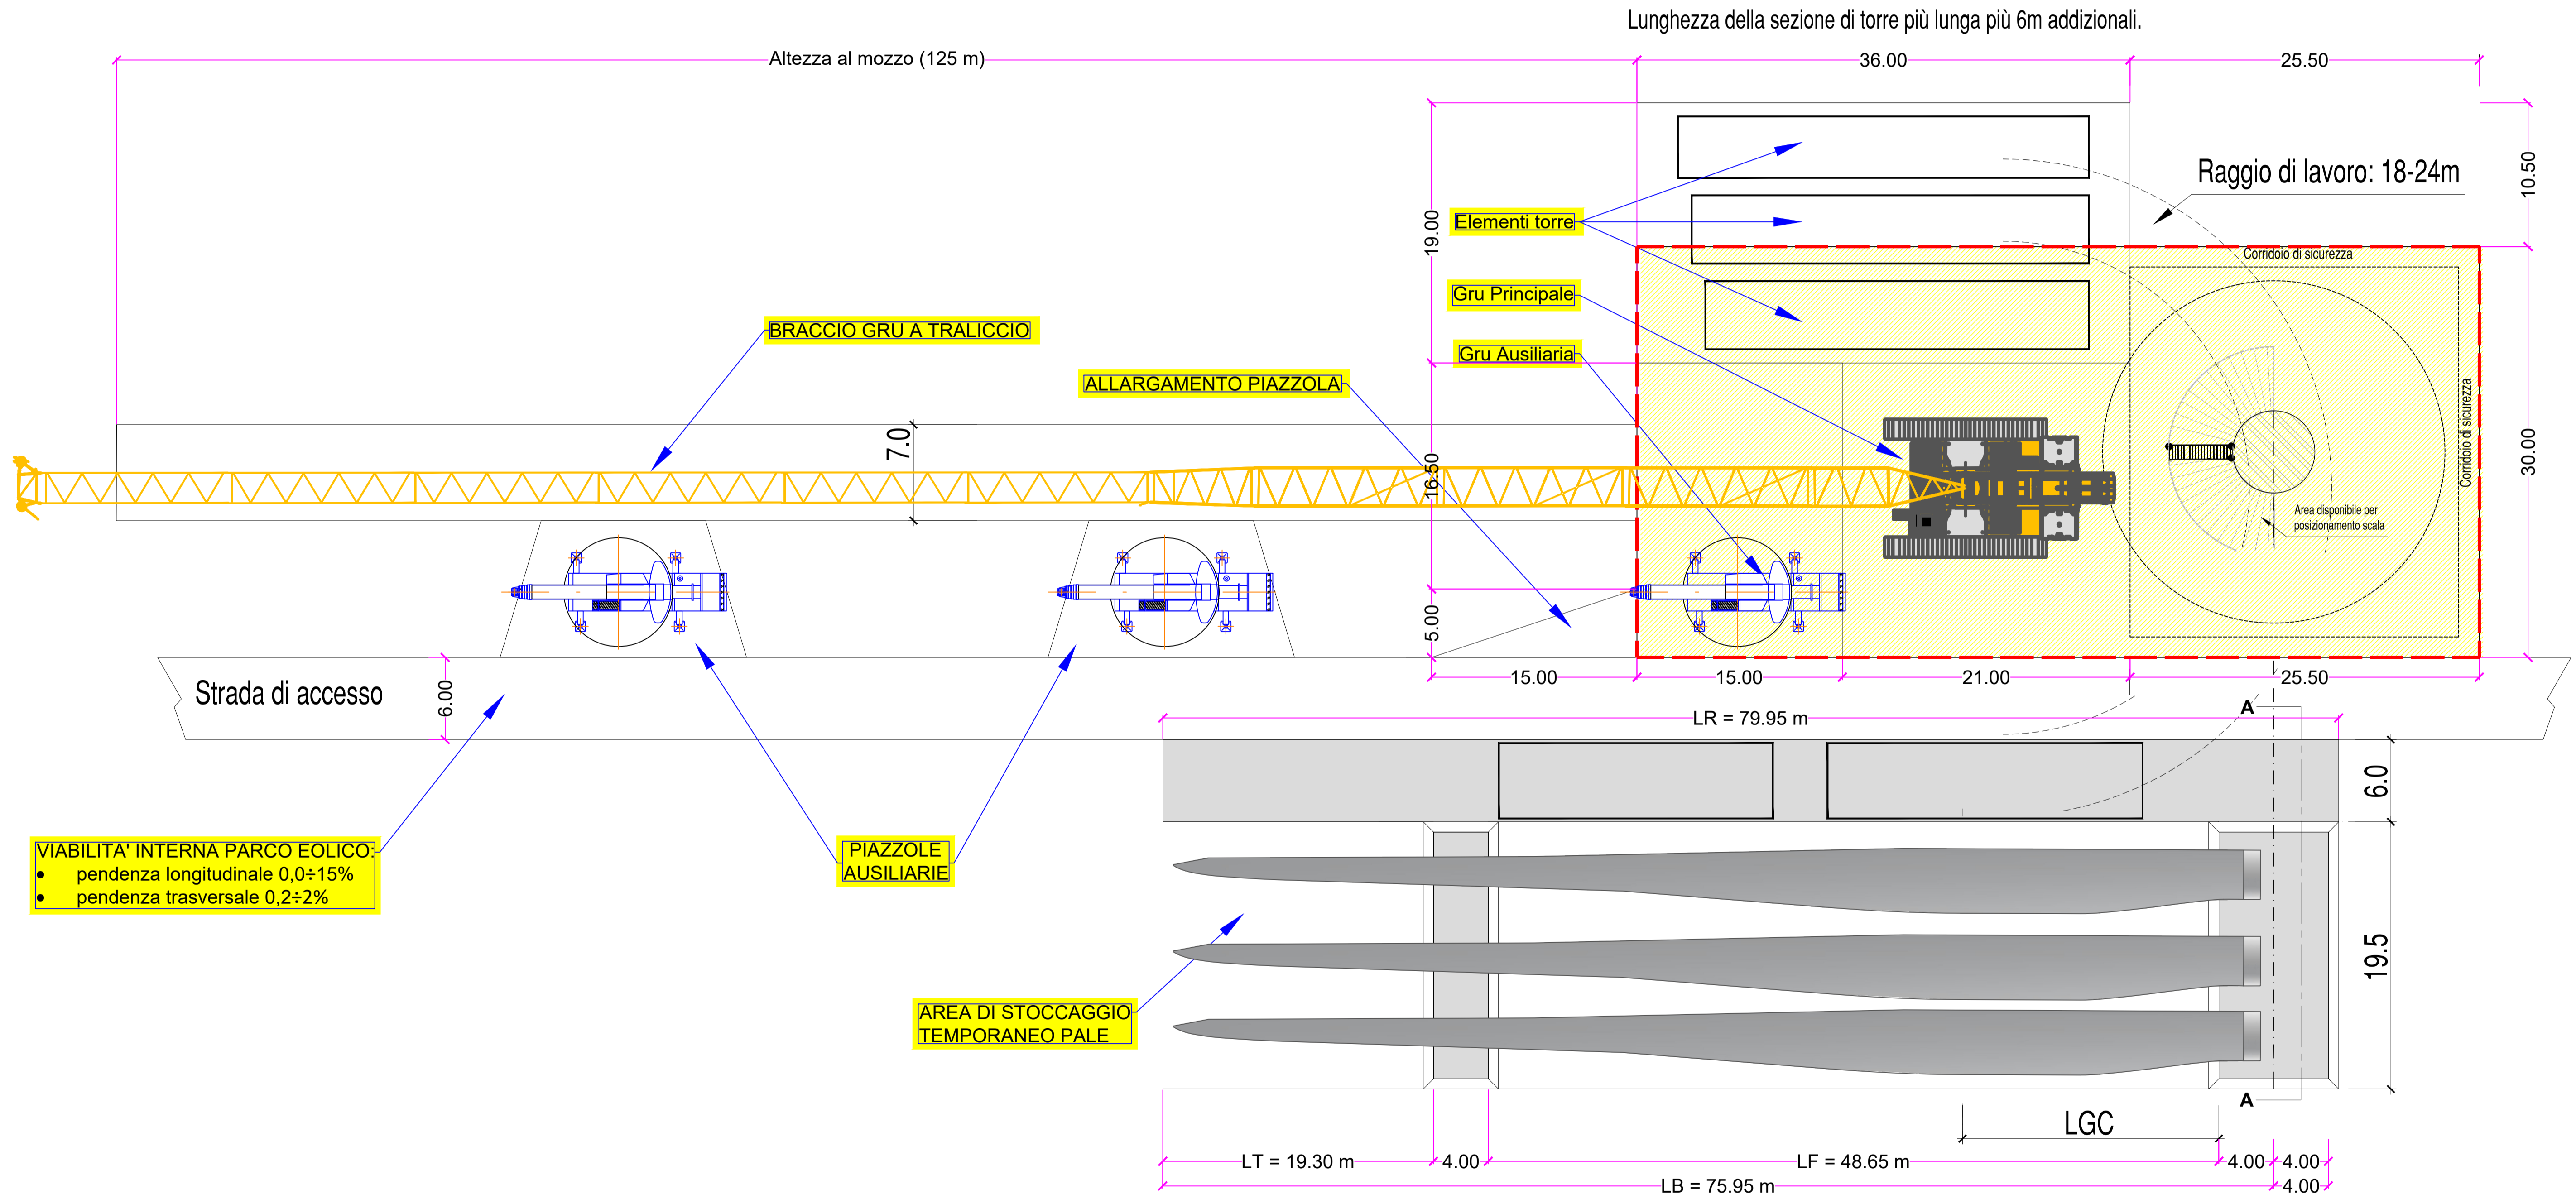 Lunghezza della sezione di torre più lunga più 6m addizionali.
Altezza al mozzo (125 m)
36.00
25.50
10.50
Raggio di lavoro: 18-24m
19.00
Elementi torre
Corridoio di sicurezza
Gru Principale
BRACCIO GRU A TRALICCIO
Gru Ausiliaria
ALLARGAMENTO PIAZZOLA
Corridoio di sicurezza
30.00
7.0
16.50
Area disponibile per
posizionamento scala
5.00
Strada di accesso
6.00
15.00
15.00
21.00
25.50
A
LR = 79.95 m
6.0
VIABILITA' INTERNA PARCO EOLICO:
● pendenza longitudinale 0,0÷15%
● pendenza trasversale 0,2÷2%
PIAZZOLE
AUSILIARIE
19.5
AREA DI STOCCAGGIO
TEMPORANEO PALE
A
LGC
LT = 19.30 m
4.00
LF = 48.65 m
4.00
4.00
LB = 75.95 m
4.00